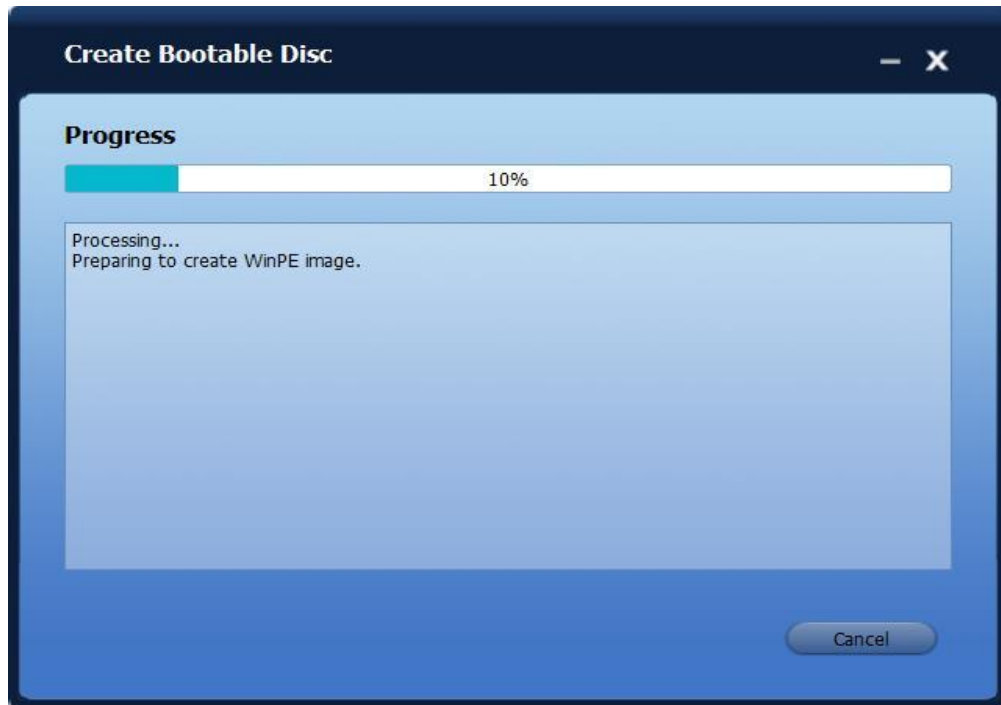 Create Bootable Disc
Progress
10%
Processing...
Preparing to create WinPE image.
Cancel